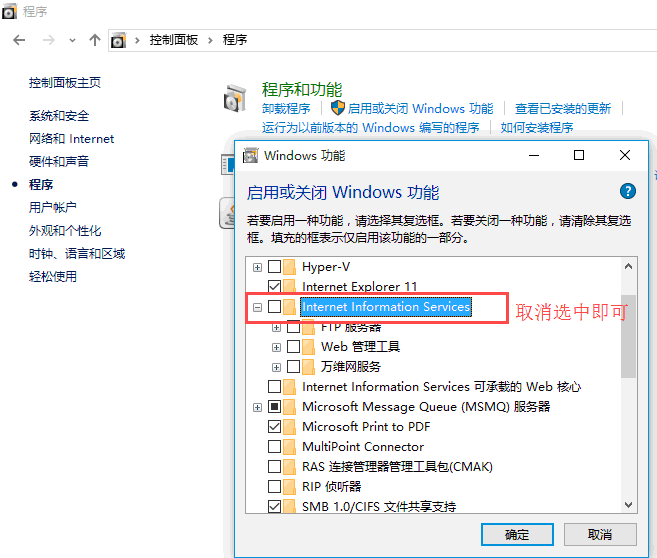 程序
控制面板 程序
控制面板主页
系统和安全
网络和 Internet
硬件和声音
程序
用户帐户
外观和个性化
时钟、语言和区域
轻松使用
程序和功能
卸载程序 启用或关闭 Windows 功能 查看已安装的更新
运行为以前版本的 Windows 编写的程序 如何安装程序
Windows 功能
启用或关闭 Windows 功能
若要启用一种功能，请选择其复选框。若要关闭一种功能，请清除其复选
框。填充的框表示仅启用该功能的一部分。
Hyper-V
Internet Explorer 11
Internet Information Services
取消选中即可
FTP 服务器
Web 管理工具
万维网服务
Internet Information Services 可承载的 Web 核心
Microsoft Message Queue (MSMQ) 服务器
Microsoft Print to PDF
MultiPoint Connector
RAS 连接管理器管理工具包(CMAK)
RIP 侦听器
SMB 1.0/CIFS 文件共享支持
确定 取消